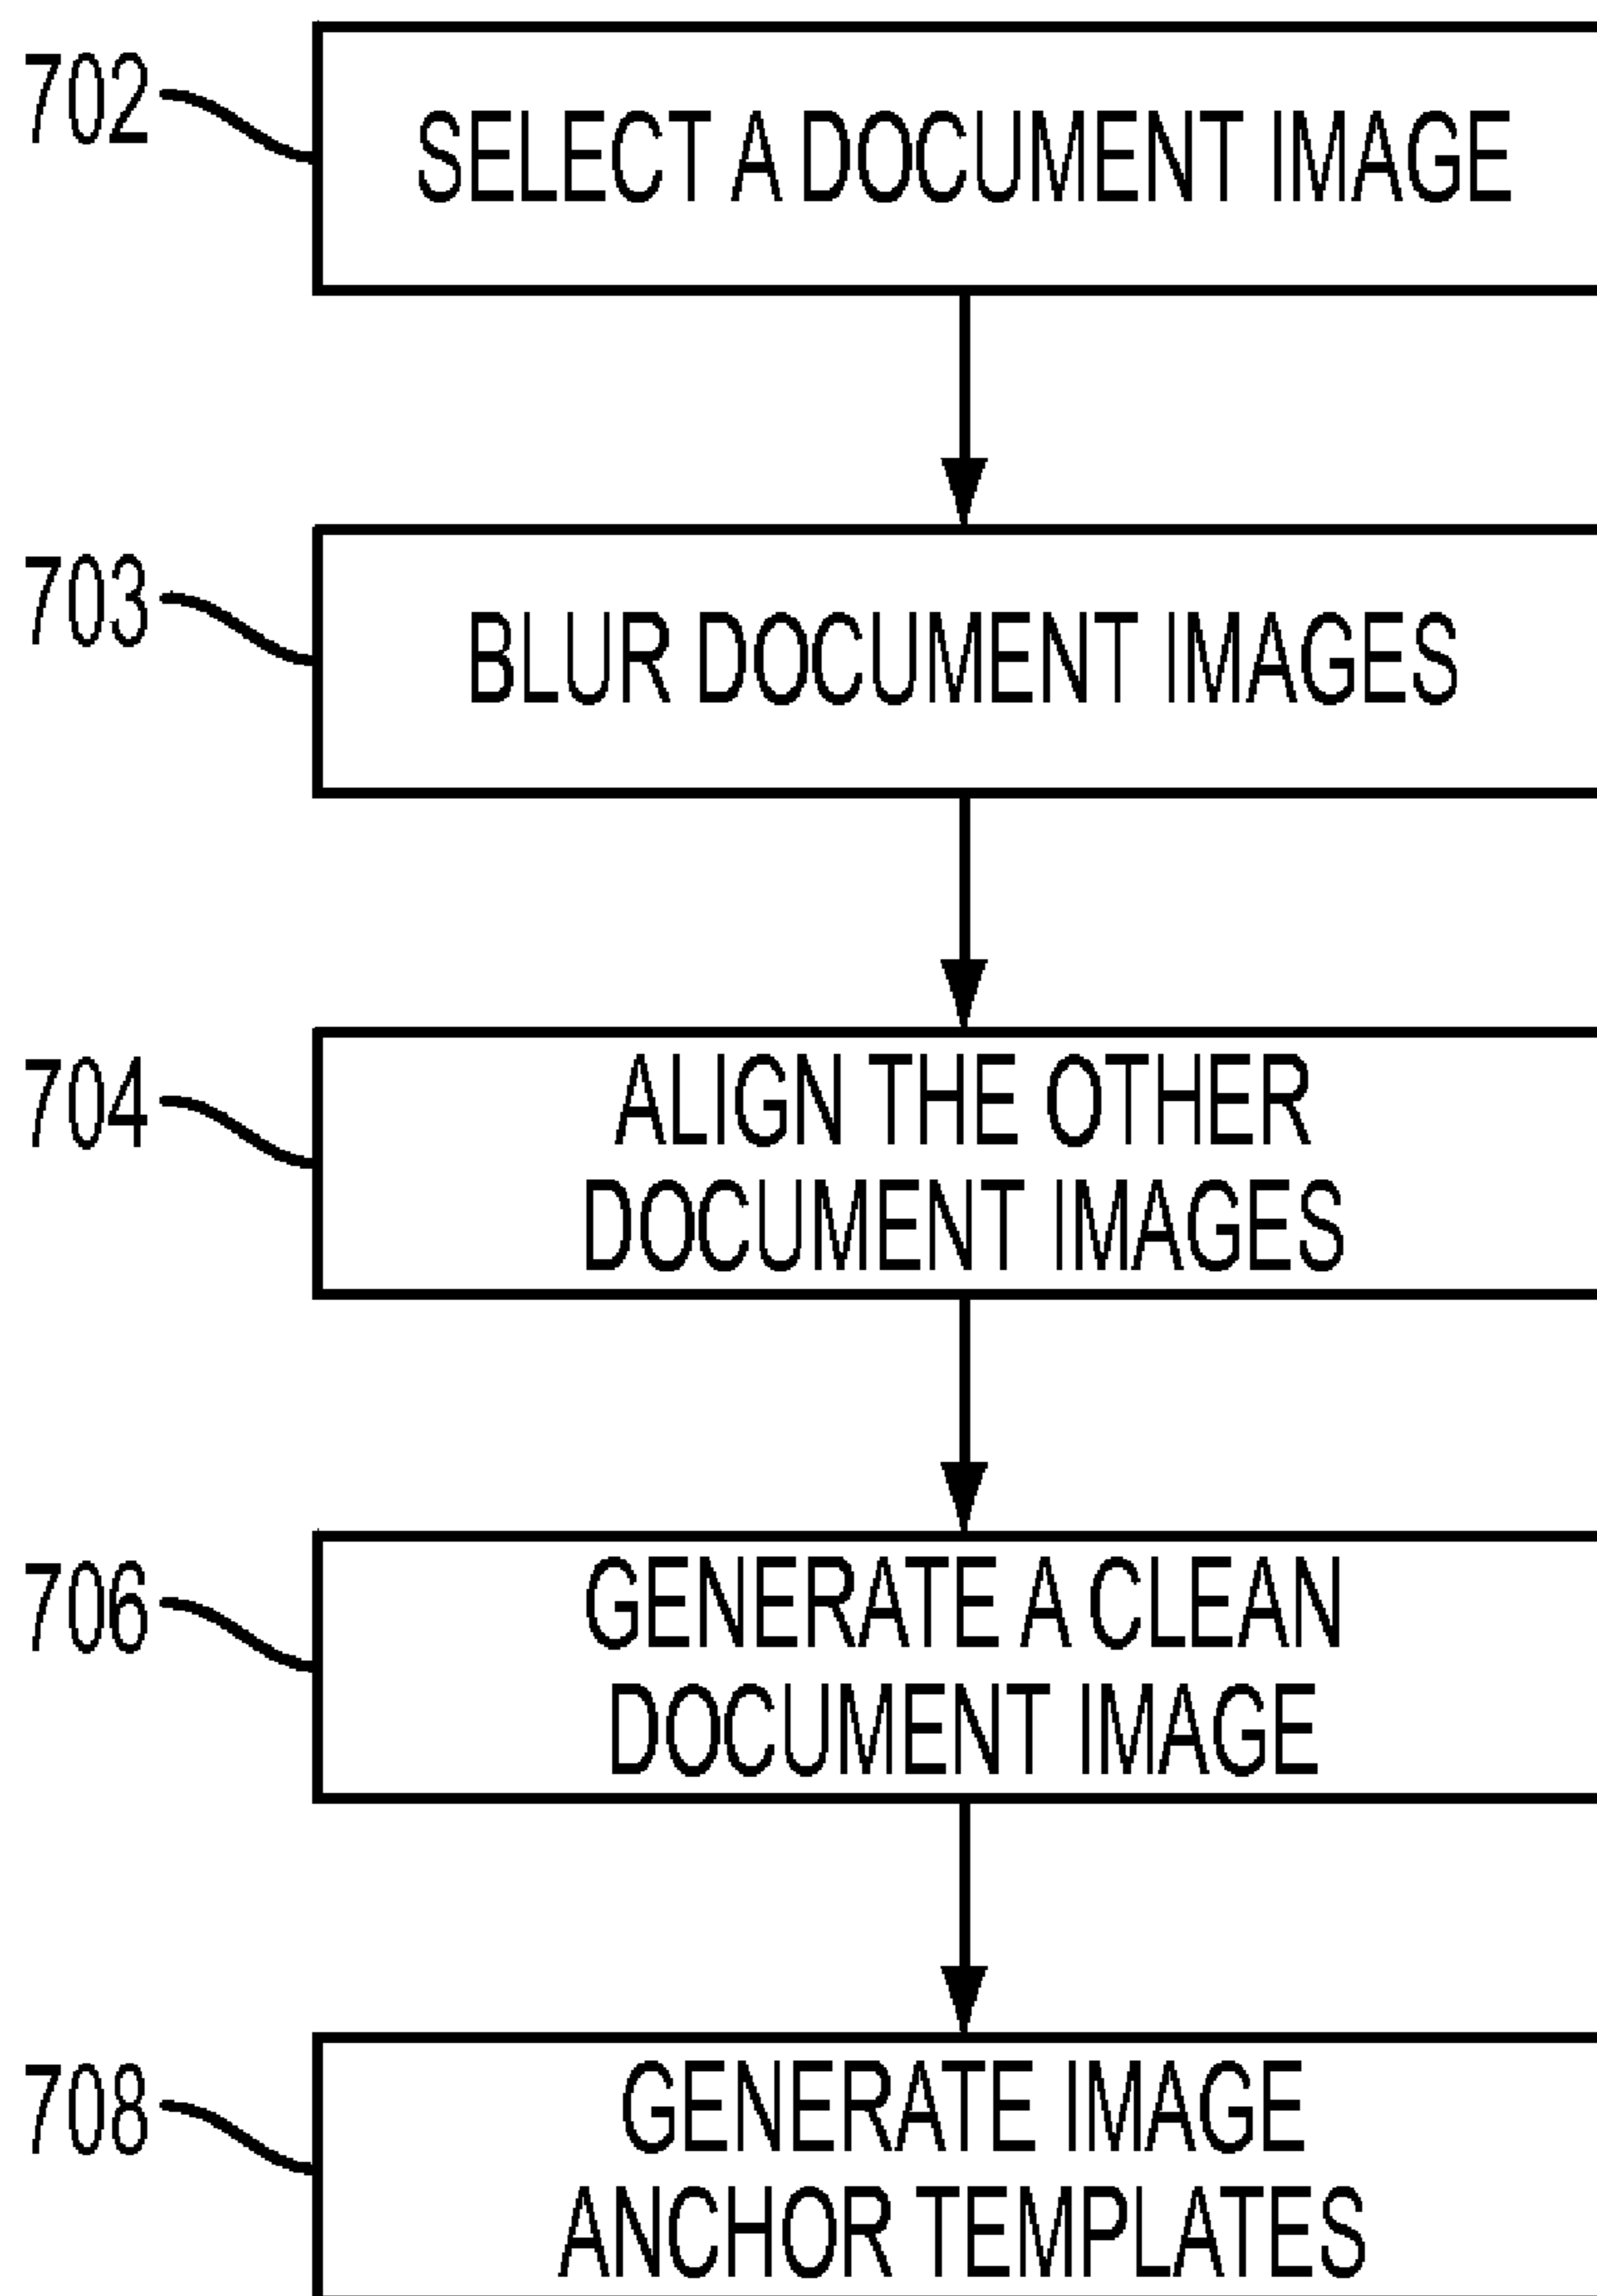 702
SELECT A DOCUMENT IMAGE
703
BLUR DOCUMENT IMAGES
704
ALIGN THE OTHER
DOCUMENT IMAGES
706
GENERATE A CLEAN
DOCUMENT IMAGE
708
GENERATE IMAGE
ANCHOR TEMPLATES